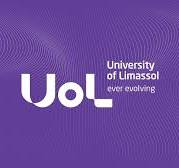 UoL
University
of Limassol
ever evolving